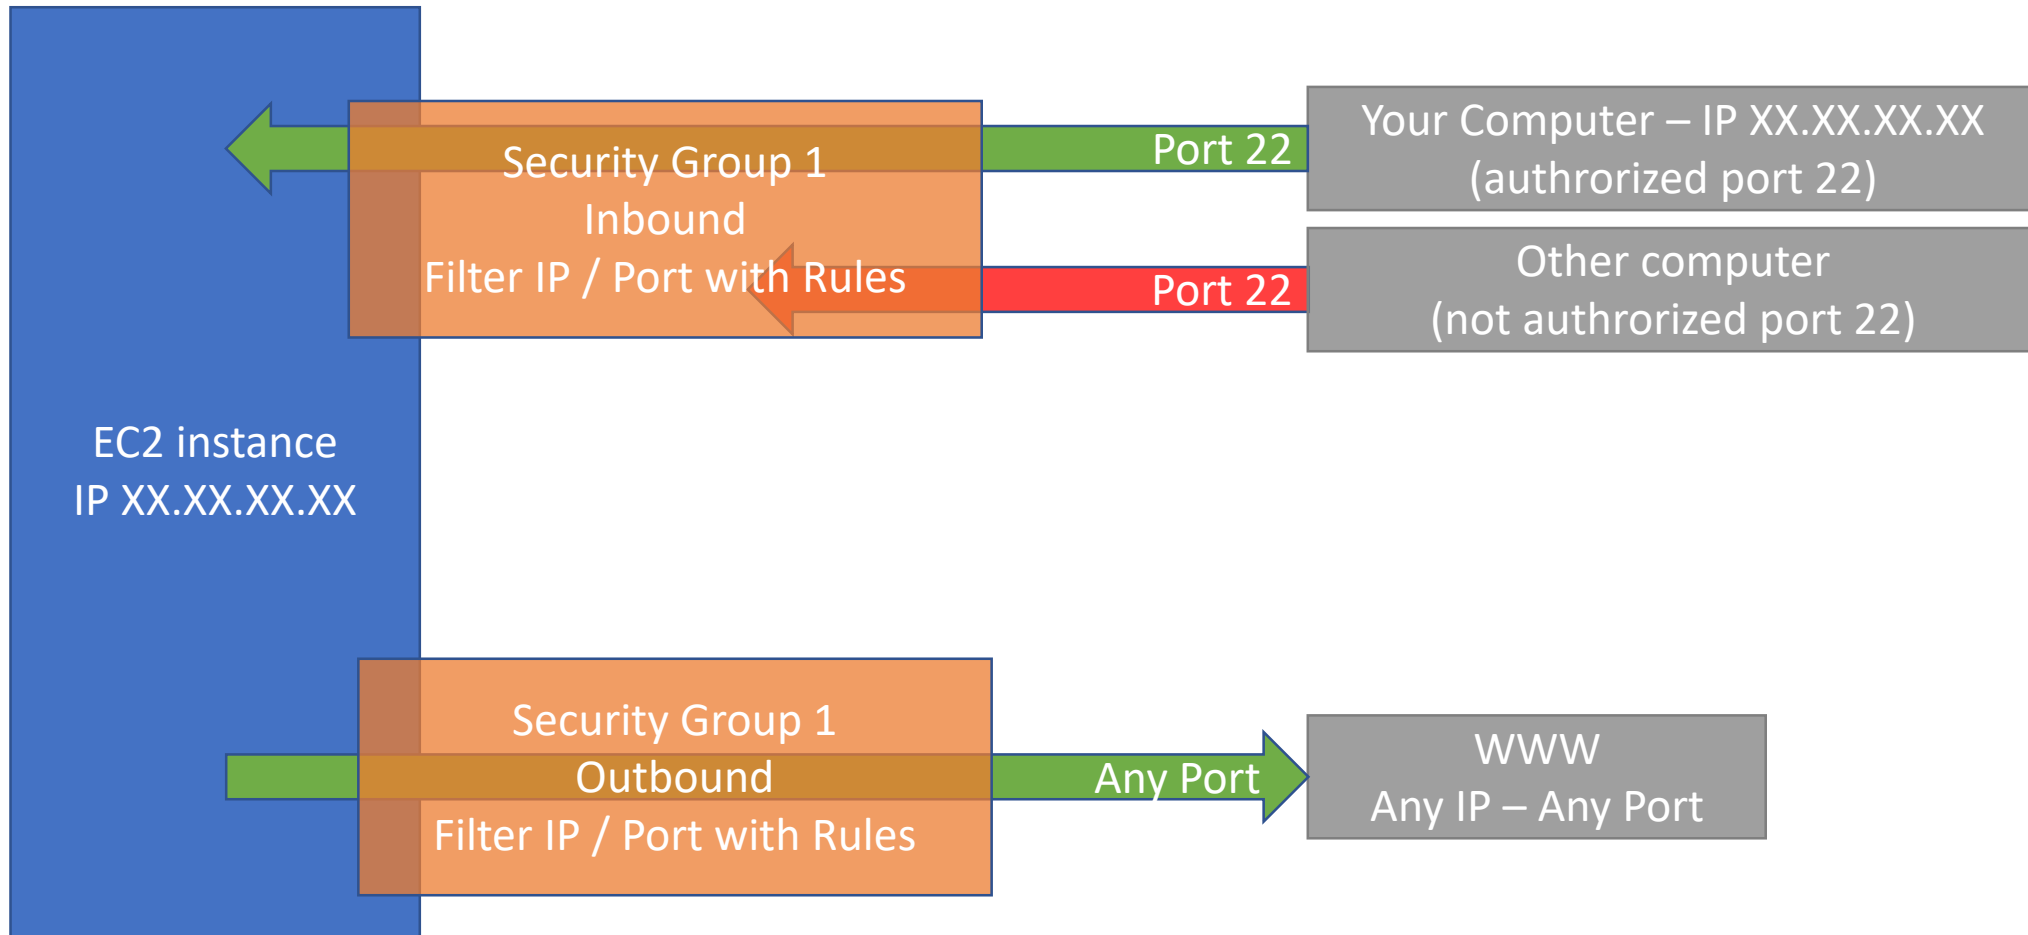 Your Computer – IP XX.XX.XX.XX
(authrorized port 22)
Port 22
Security Group 1
Inbound
Filter IP / Port with Rules
Other computer
(not authrorized port 22)
Port 22
EC2 instance
IP XX.XX.XX.XX
Security Group 1
Outbound
Filter IP / Port with Rules
Any Port
WWW
Any IP – Any Port